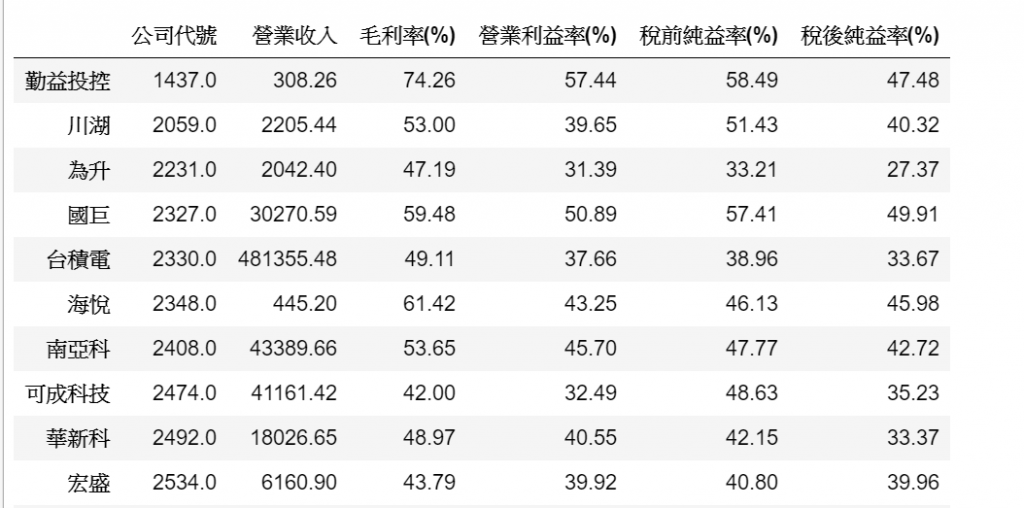 公司代號 營業收入 毛利率(%) 營業利益率(%) 稅前純益率(%) 稅後純益率(%)
勤益投控 1437.0 308.26 74.26 57.44 58.49 47.48
川湖 2059.0 2205.44 53.00 39.65 51.43 40.32
為升 2231.0 2042.40 47.19 31.39 33.21 27.37
國巨 2327.0 30270.59 59.48 50.89 57.41 49.91
台積電 2330.0 481355.48 49.11 37.66 38.96 33.67
海悅 2348.0 445.20 61.42 43.25 46.13 45.98
南亞科 2408.0 43389.66 53.65 45.70 47.77 42.72
可成科技 2474.0 41161.42 42.00 32.49 48.63 35.23
華新科 2492.0 18026.65 48.97 40.55 42.15 33.37
宏盛 2534.0 6160.90 43.79 39.92 40.80 39.96